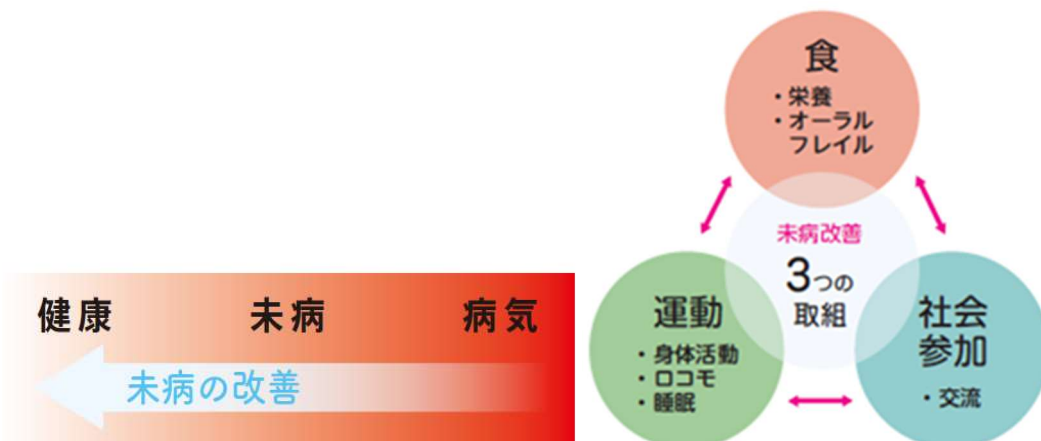 健康 未病 病気
未病の改善
食
・栄養
・オーラル
フレイル
未病改善
3つの
取組
運動
・身体活動
・ロコモ
・睡眠
社会
参加
・交流